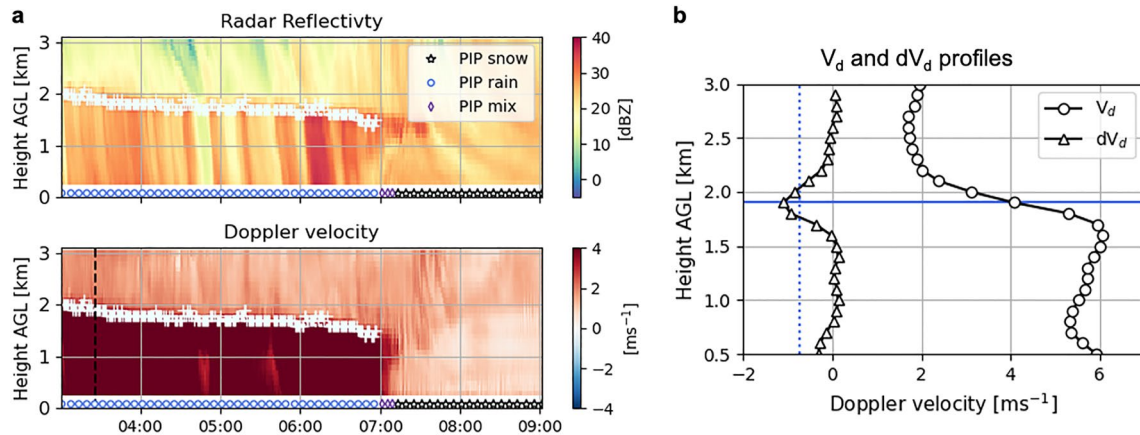 a
Radar Reflectivty
Height AGL [km]
3
2
1
0
PIP snow
PIP rain
PIP mix
40
30
20
10
0
[dBZ]
Doppler velocity
Height AGL [km]
3
2
1
0
04:00 05:00 06:00 07:00 08:00 09:00
4
2
0
−2
−4
[ms⁻¹]
b
V_d and dV_d profiles
Height AGL [km]
3.0
2.5
2.0
1.5
1.0
0.5
V_d
dV_d
−2 0 2 4 6
Doppler velocity [ms⁻¹]